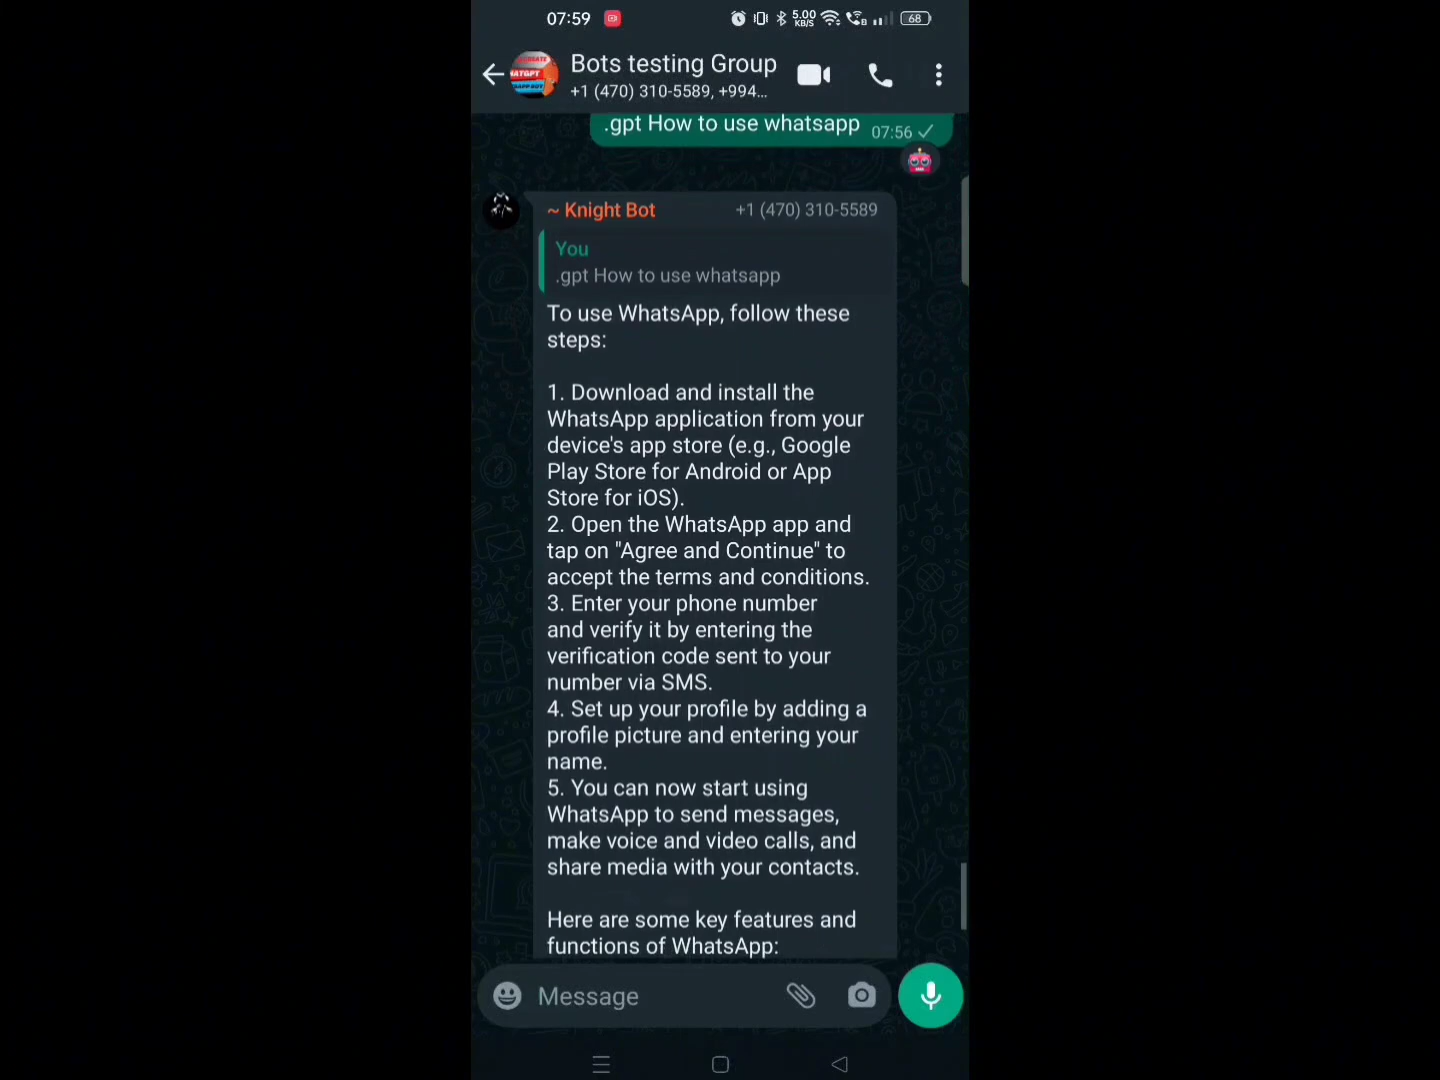 07:59 5.00 KB/S 68
Bots testing Group
+1 (470) 310-5589, +994...
.gpt How to use whatsapp 07:56
~ Knight Bot +1 (470) 310-5589
You
.gpt How to use whatsapp
To use WhatsApp, follow these
steps:
1. Download and install the
WhatsApp application from your
device's app store (e.g., Google
Play Store for Android or App
Store for iOS).
2. Open the WhatsApp app and
tap on "Agree and Continue" to
accept the terms and conditions.
3. Enter your phone number
and verify it by entering the
verification code sent to your
number via SMS.
4. Set up your profile by adding a
profile picture and entering your
name.
5. You can now start using
WhatsApp to send messages,
make voice and video calls, and
share media with your contacts.
Here are some key features and
functions of WhatsApp:
Message